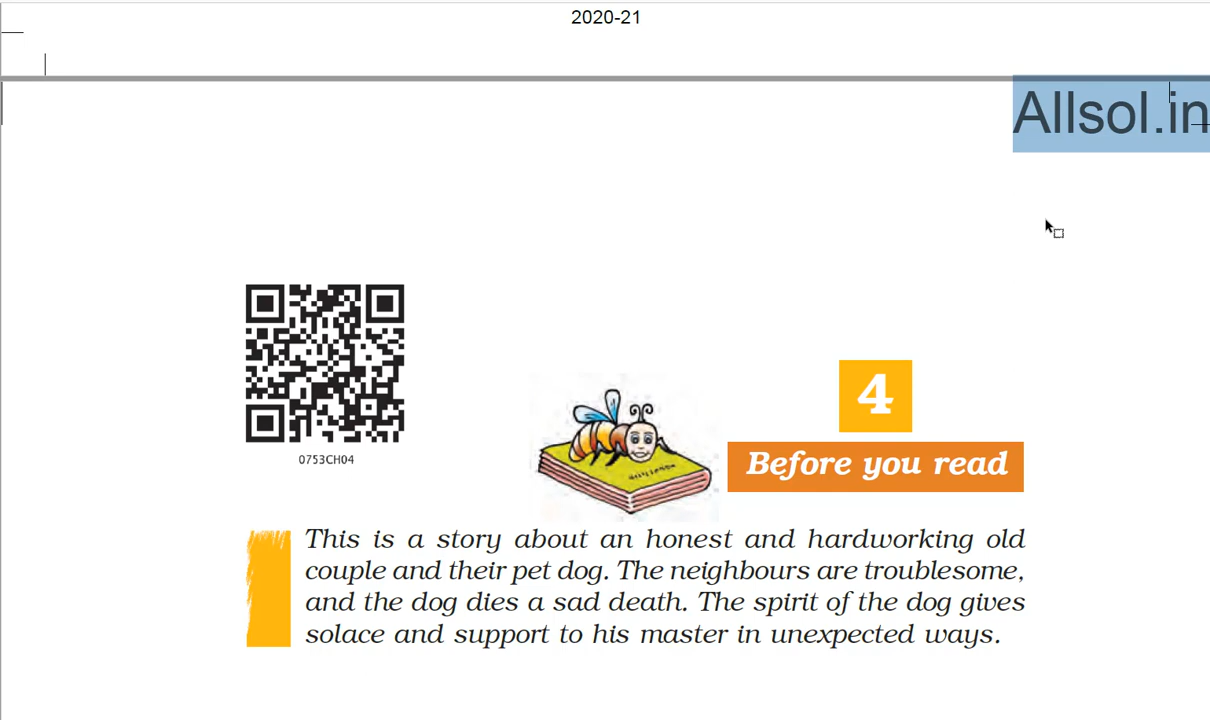 2020-21
Allsol.in
0753CH04
4
Before you read
This is a story about an honest and hardworking old
couple and their pet dog. The neighbours are troublesome,
and the dog dies a sad death. The spirit of the dog gives
solace and support to his master in unexpected ways.